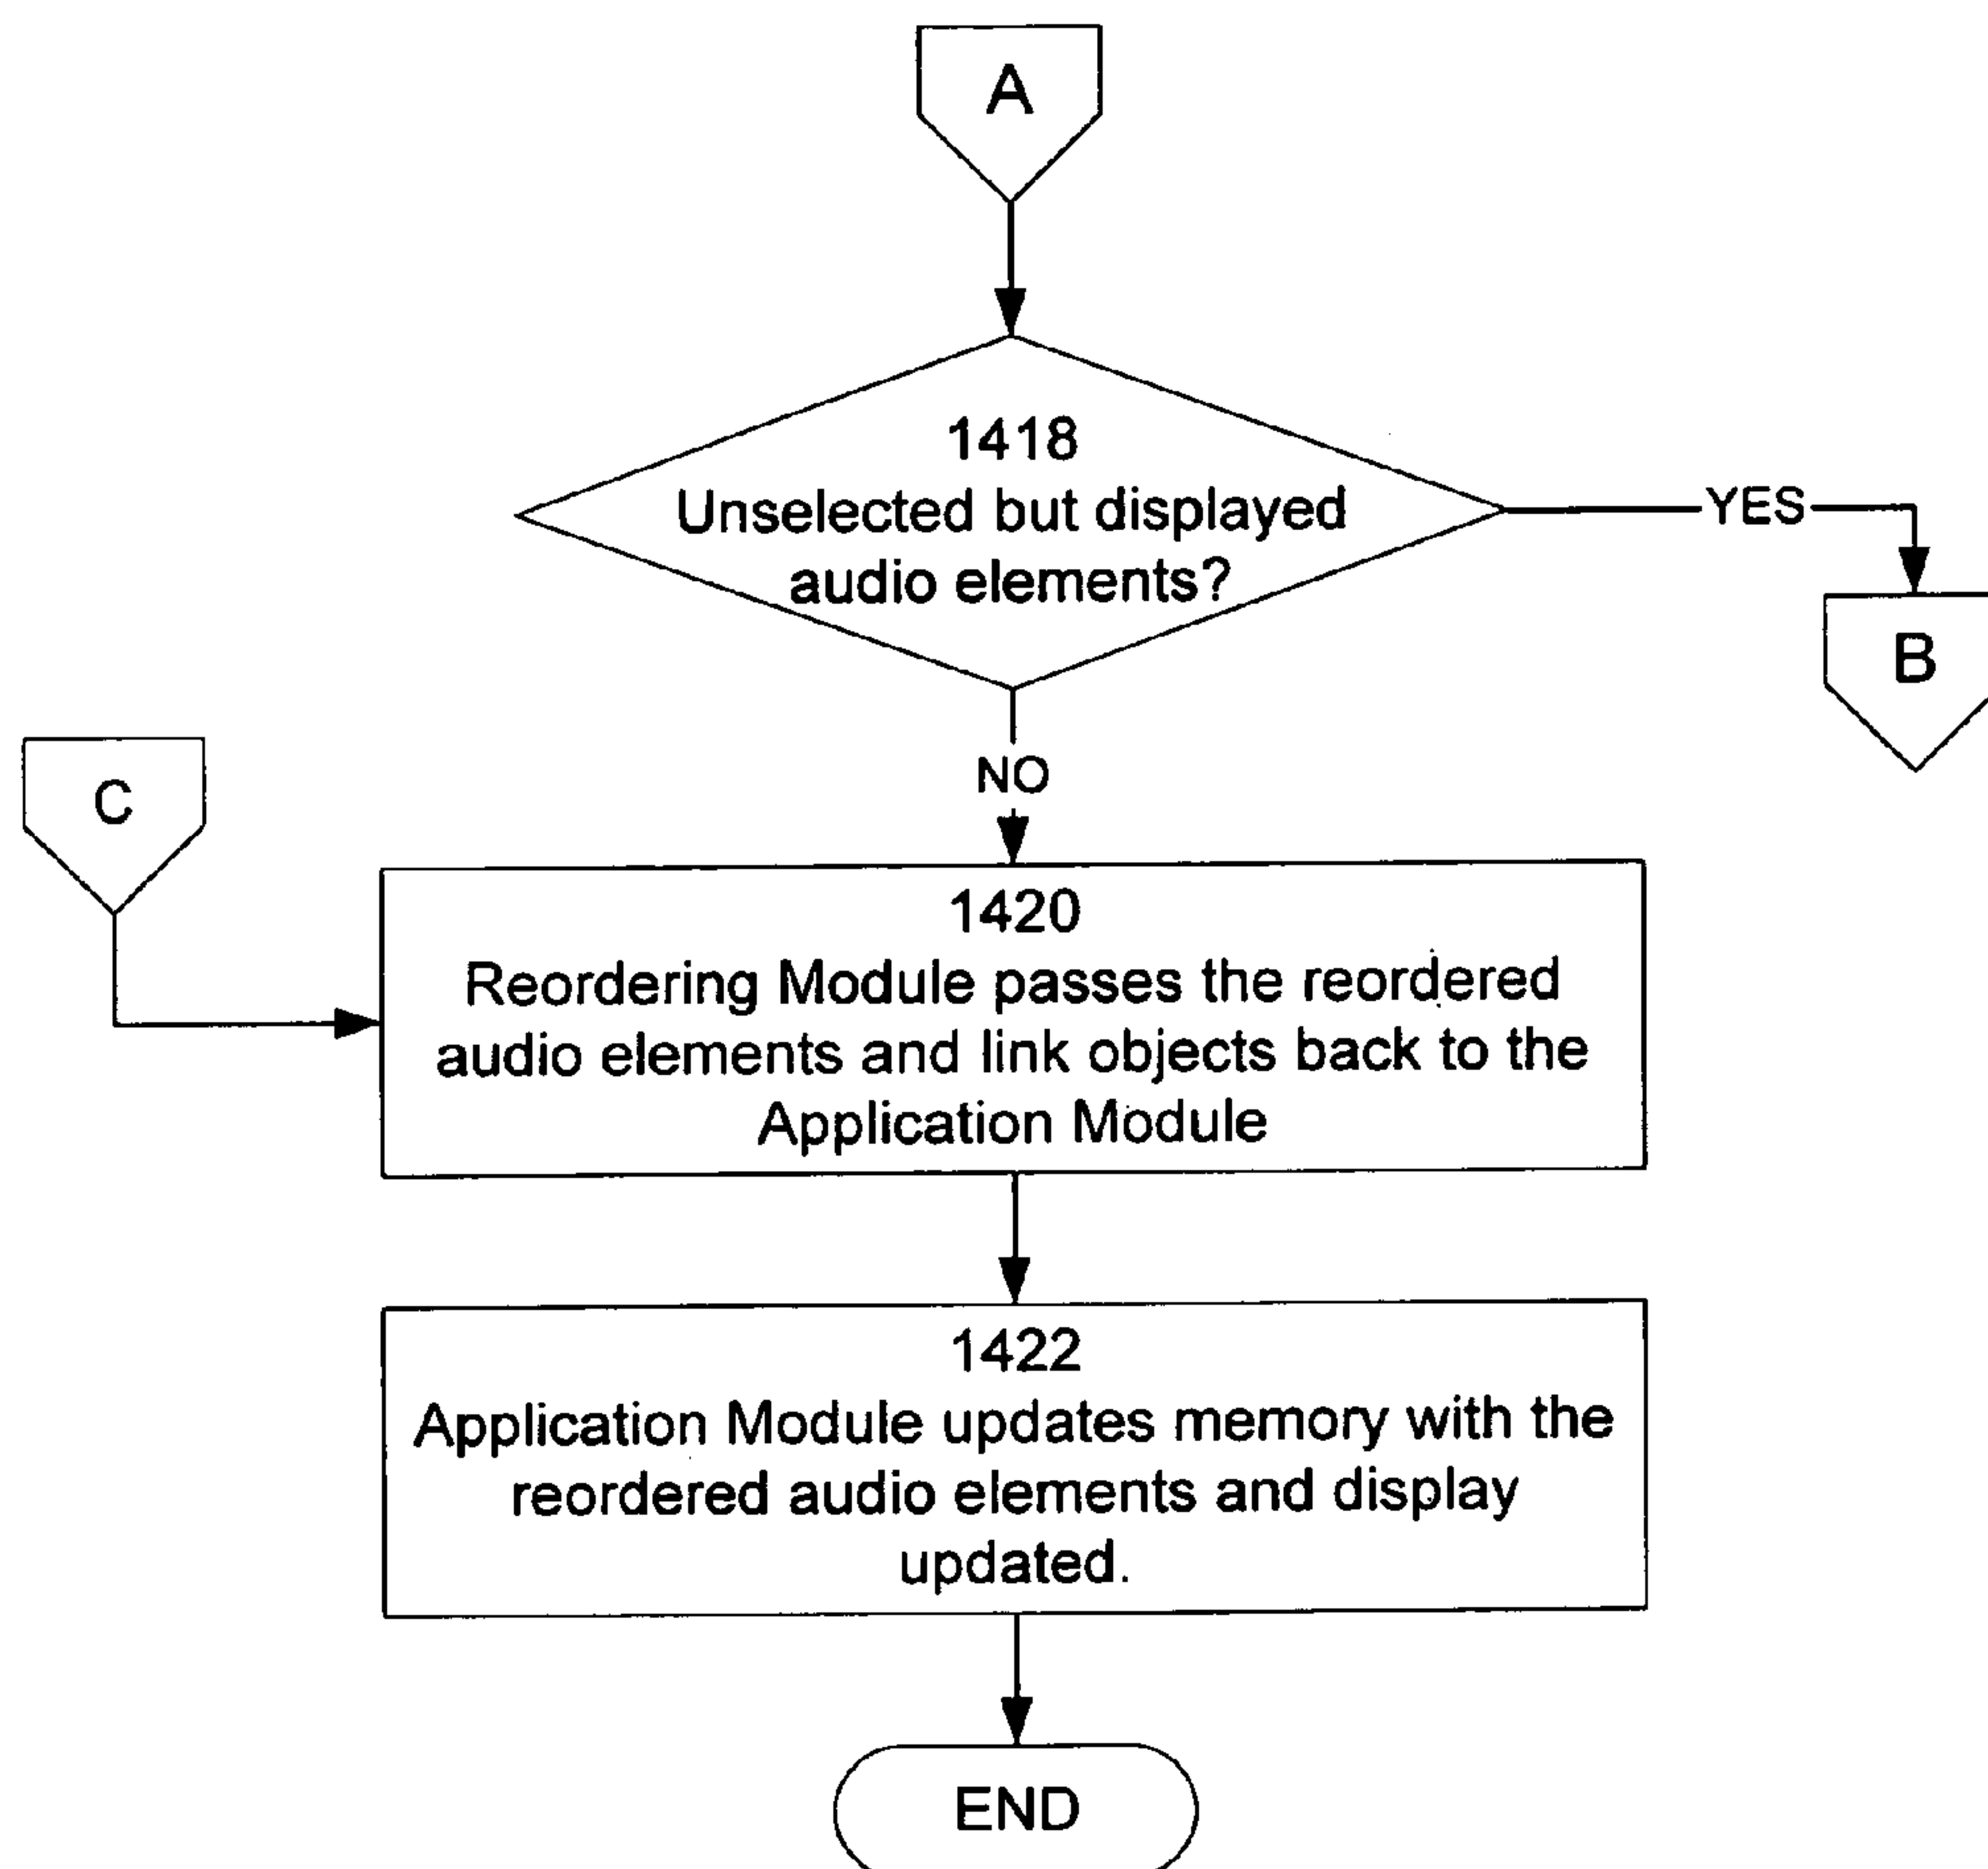 A
1418
Unselected but displayed
audio elements?
YES
B
NO
C
1420
Reordering Module passes the reordered
audio elements and link objects back to the
Application Module
1422
Application Module updates memory with the
reordered audio elements and display
updated.
END